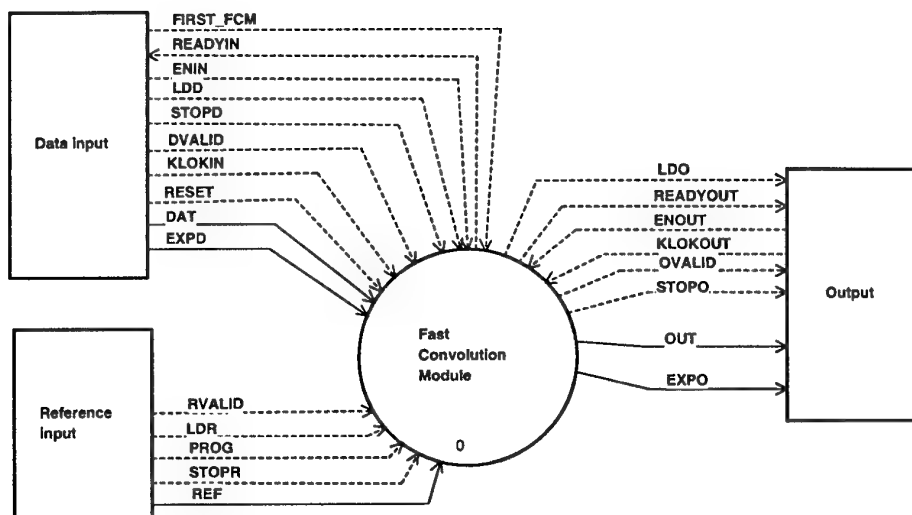 FIRST_FCM
READYIN
ENIN
LDD
STOPD
DVALID
KLOKIN
RESET
DAT
EXPD
Data input
LDO
READYOUT
ENOUT
KLOKOUT
OVALID
STOPO
OUT
EXPO
Output
Fast
Convolution
Module
0
Reference
input
RVALID
LDR
PROG
STOPR
REF